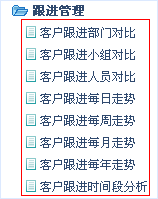 跟进管理
客户跟进部门对比
客户跟进小组对比
客户跟进人员对比
客户跟进每日走势
客户跟进每周走势
客户跟进每月走势
客户跟进每年走势
客户跟进时间段分析